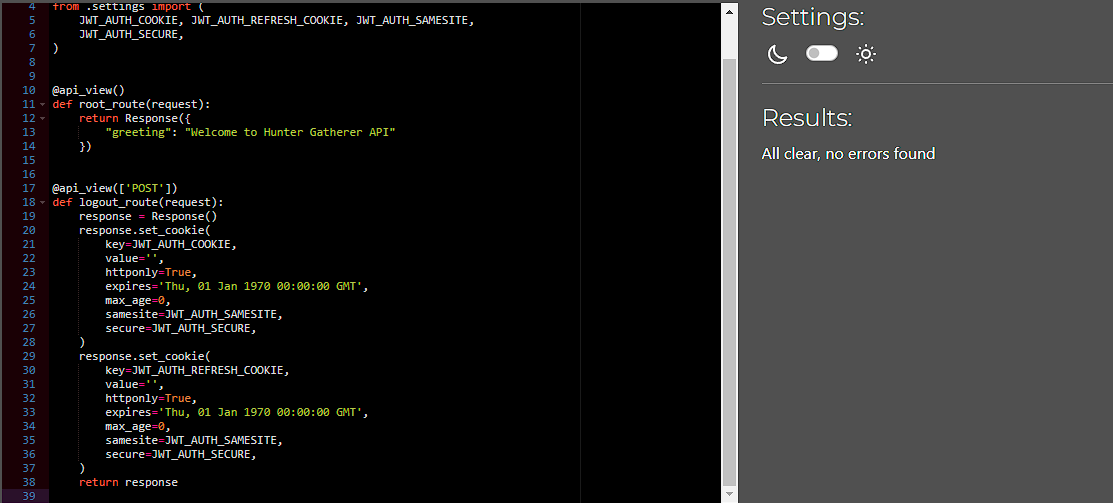 4 from .settings import (
5     JWT_AUTH_COOKIE, JWT_AUTH_REFRESH_COOKIE, JWT_AUTH_SAMESITE,
6     JWT_AUTH_SECURE,
7 )
8
9
10 @api_view()
11 def root_route(request):
12     return Response({
13         "greeting": "Welcome to Hunter Gatherer API"
14     })
15
16
17 @api_view(['POST'])
18 def logout_route(request):
19     response = Response()
20     response.set_cookie(
21         key=JWT_AUTH_COOKIE,
22         value='',
23         httponly=True,
24         expires='Thu, 01 Jan 1970 00:00:00 GMT',
25         max_age=0,
26         samesite=JWT_AUTH_SAMESITE,
27         secure=JWT_AUTH_SECURE,
28     )
29     response.set_cookie(
30         key=JWT_AUTH_REFRESH_COOKIE,
31         value='',
32         httponly=True,
33         expires='Thu, 01 Jan 1970 00:00:00 GMT',
34         max_age=0,
35         samesite=JWT_AUTH_SAMESITE,
36         secure=JWT_AUTH_SECURE,
37     )
38     return response
39
Settings:
Results:
All clear, no errors found